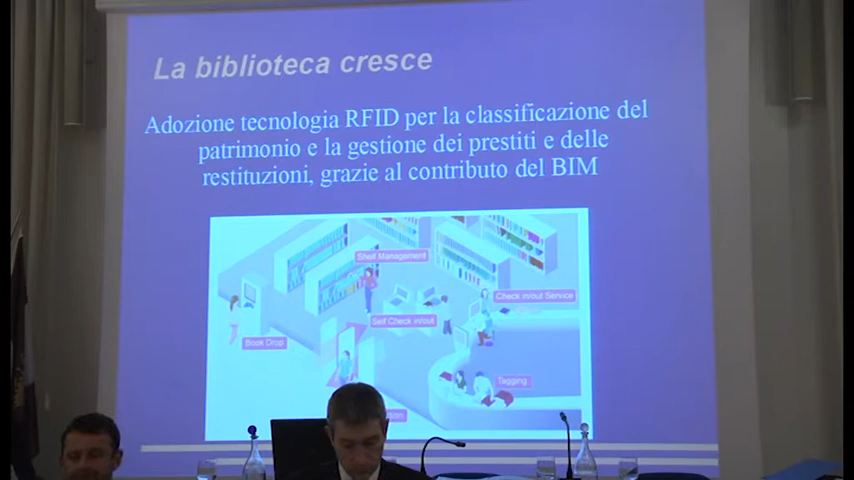 La biblioteca cresce
Adozione tecnologia RFID per la classificazione del
patrimonio e la gestione dei prestiti e delle
restituzioni, grazie al contributo del BIM
Shelf Management
Check in/out Service
Self Check in/out
Book Drop
Tagging